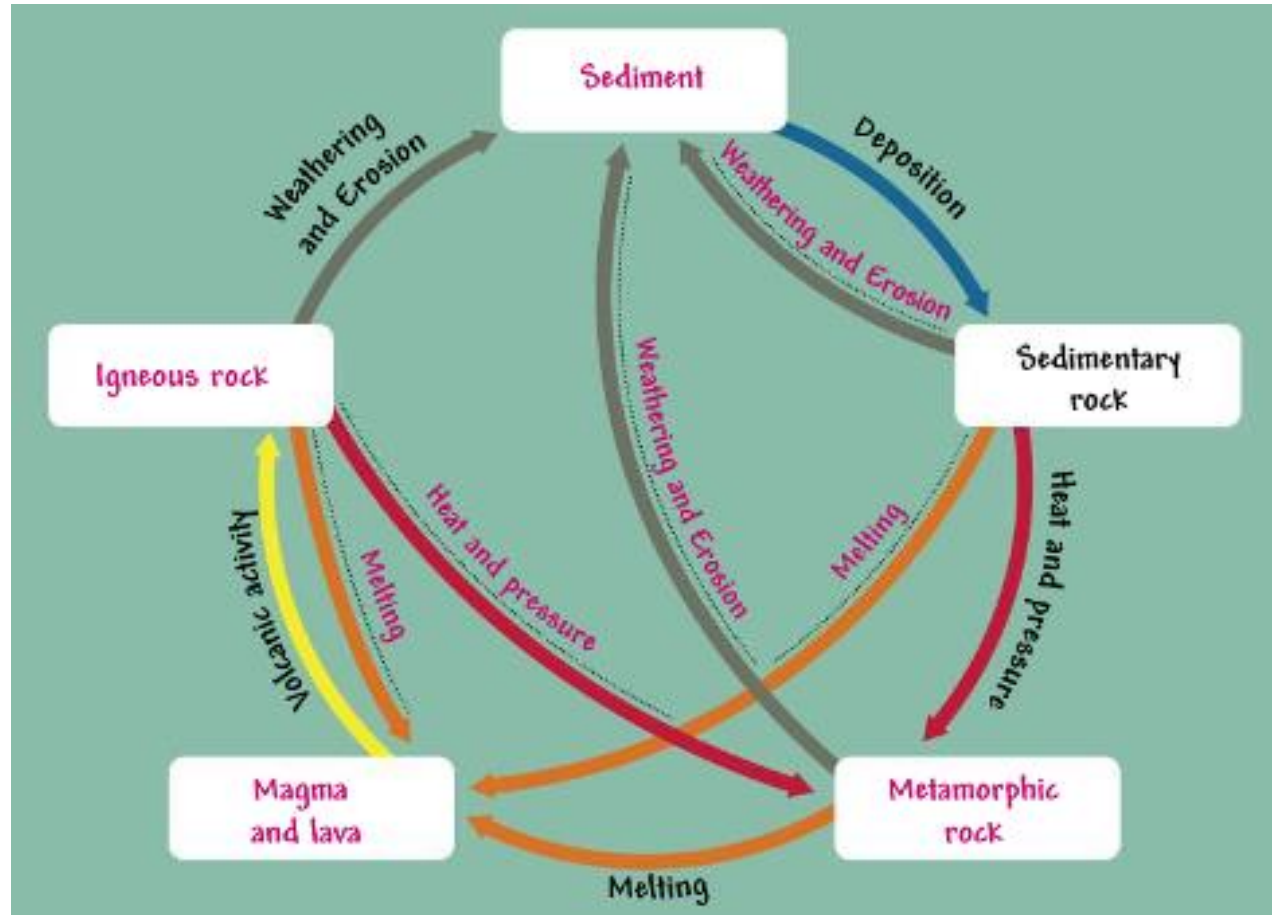 Sediment
Weathering
and Erosion
Deposition
Weathering and Erosion
Igneous rock
Sedimentary
rock
Weathering and Erosion
Heat and pressure
Melting
Melting
Heat and pressure
Volcanic activity
Magma
and lava
Metamorphic
rock
Melting